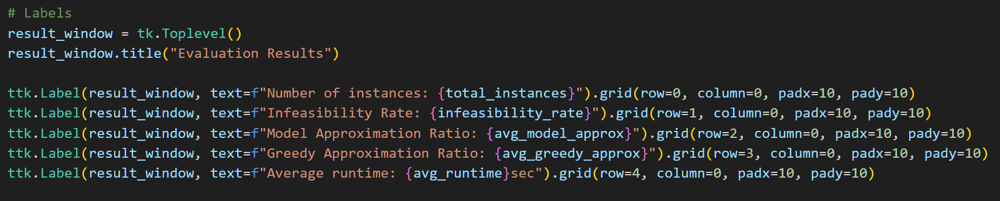 # Labels
result_window = tk.Toplevel()
result_window.title("Evaluation Results")
ttk.Label(result_window, text=f"Number of instances: {total_instances}").grid(row=0, column=0, padx=10, pady=10)
ttk.Label(result_window, text=f"Infeasibility Rate: {infeasibility_rate}").grid(row=1, column=0, padx=10, pady=10)
ttk.Label(result_window, text=f"Model Approximation Ratio: {avg_model_approx}").grid(row=2, column=0, padx=10, pady=10)
ttk.Label(result_window, text=f"Greedy Approximation Ratio: {avg_greedy_approx}").grid(row=3, column=0, padx=10, pady=10)
ttk.Label(result_window, text=f"Average runtime: {avg_runtime}sec").grid(row=4, column=0, padx=10, pady=10)